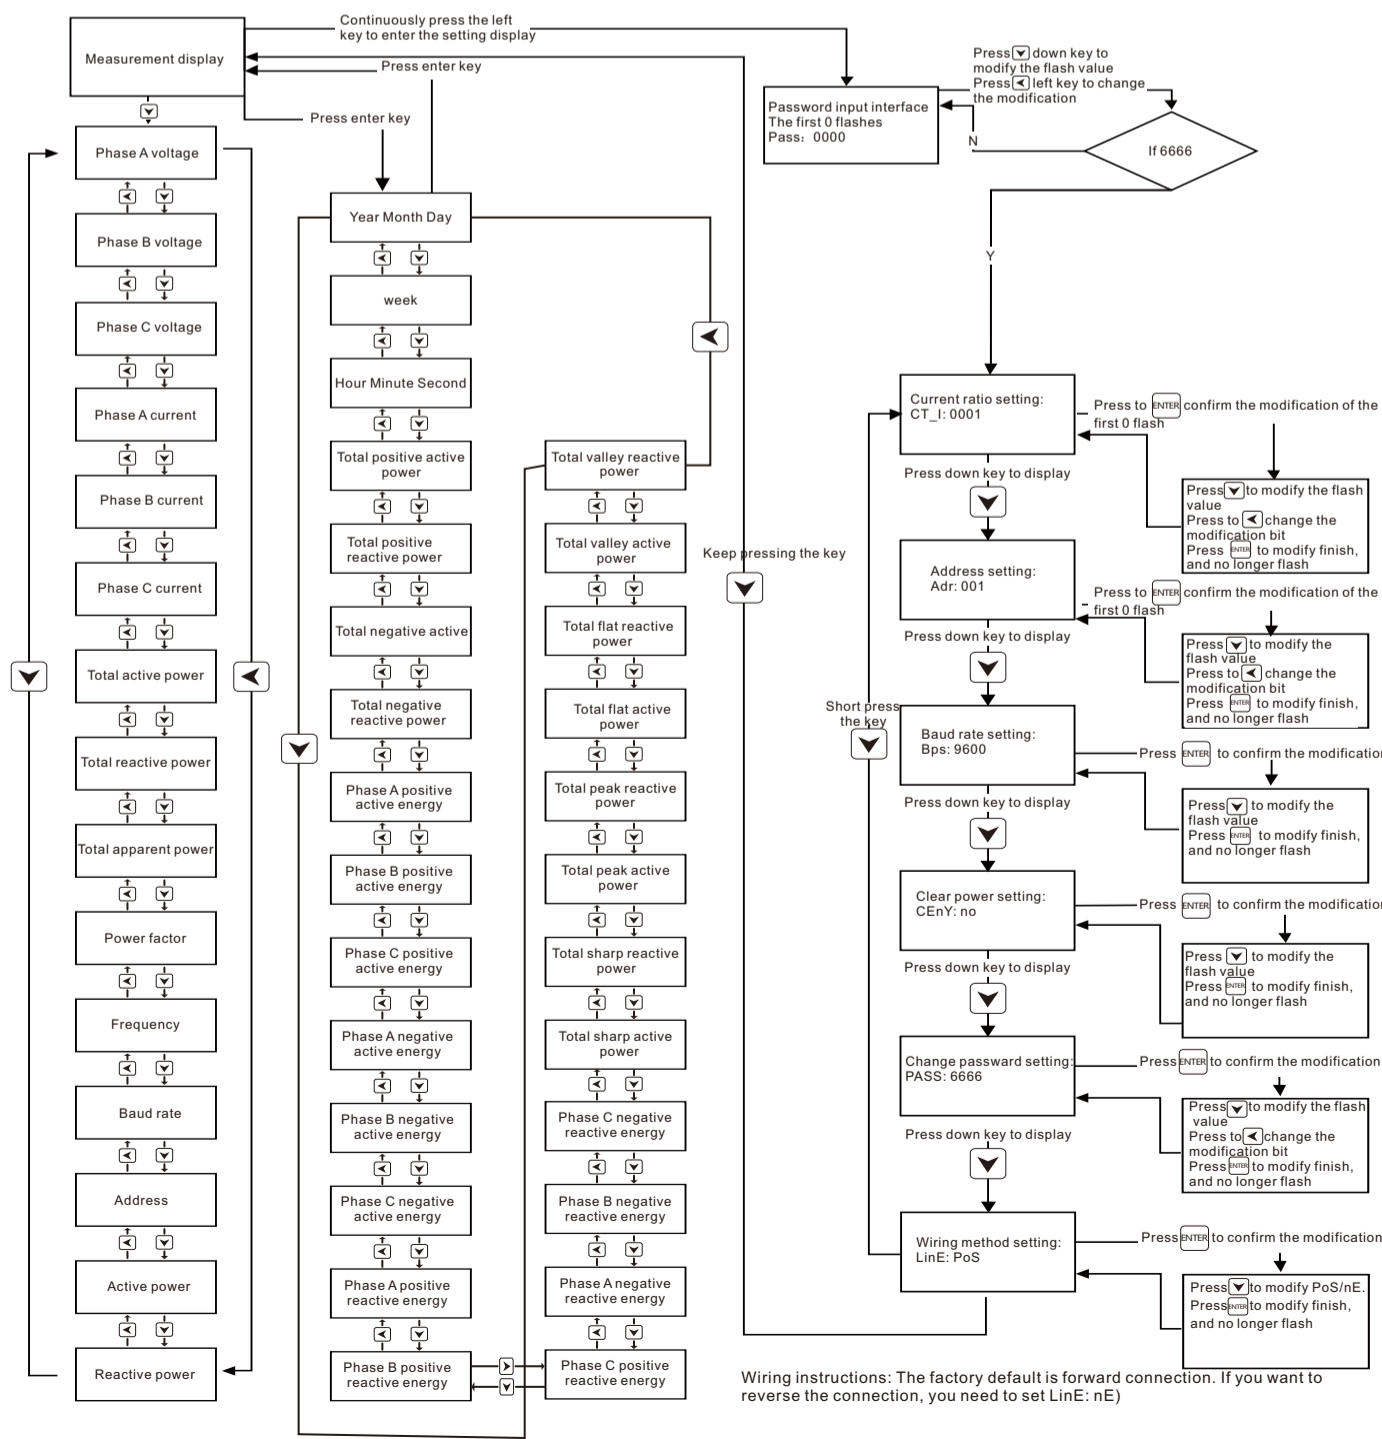 Continuously press the left
key to enter the setting display
Measurement display
Press enter key
Press enter key
Phase A voltage
Phase B voltage
Phase C voltage
Phase A current
Phase B current
Phase C current
Total active power
Total reactive power
Total apparent power
Power factor
Frequency
Baud rate
Address
Active power
Reactive power
Year Month Day
week
Hour Minute Second
Total positive active
power
Total positive
reactive power
Total negative active
Total negative
reactive power
Phase A positive
active energy
Phase B positive
active energy
Phase C positive
active energy
Phase A negative
active energy
Phase B negative
active energy
Phase C negative
active energy
Phase A positive
reactive energy
Phase B positive
reactive energy
Total valley reactive
power
Total valley active
power
Total flat reactive
power
Total flat active
power
Total peak reactive
power
Total peak active
power
Total sharp reactive
power
Total sharp active
power
Phase C negative
reactive energy
Phase B negative
reactive energy
Phase A negative
reactive energy
Phase C positive
reactive energy
Keep pressing the key
Password input interface
The first 0 flashes
Pass: 0000
Press down key to
modify the flash value
Press left key to change
the modification
N
If 6666
Y
Current ratio setting:
CT_I: 0001
Press to ENTER confirm the modification of the
first 0 flash
Press to modify the flash
value
Press to change the
modification bit
Press ENTER to modify finish,
and no longer flash
Press down key to display
Address setting:
Adr: 001
Press to ENTER confirm the modification of the
first 0 flash
Press to modify the
flash value
Press to change the
modification bit
Press ENTER to modify finish,
and no longer flash
Press down key to display
Short press
the key
Baud rate setting:
Bps: 9600
Press ENTER to confirm the modification
Press to modify the
flash value
Press ENTER to modify finish,
and no longer flash
Press down key to display
Clear power setting:
CEnY: no
Press ENTER to confirm the modification
Press to modify the
flash value
Press ENTER to modify finish,
and no longer flash
Press down key to display
Change passward setting:
PASS: 6666
Press ENTER to confirm the modification
Press to modify the flash
value
Press to change the
modification bit
Press ENTER to modify finish,
and no longer flash
Press down key to display
Wiring method setting:
LinE: PoS
Press ENTER to confirm the modification
Press to modify PoS/nE.
Press ENTER to modify finish,
and no longer flash
Wiring instructions: The factory default is forward connection. If you want to
reverse the connection, you need to set LinE: nE)